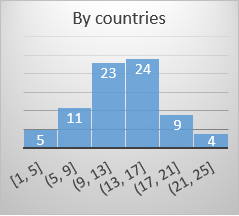 By countries
5 11 23 24 9 4
[1, 5] (5, 9] (9, 13] (13, 17] (17, 21] (21, 25]